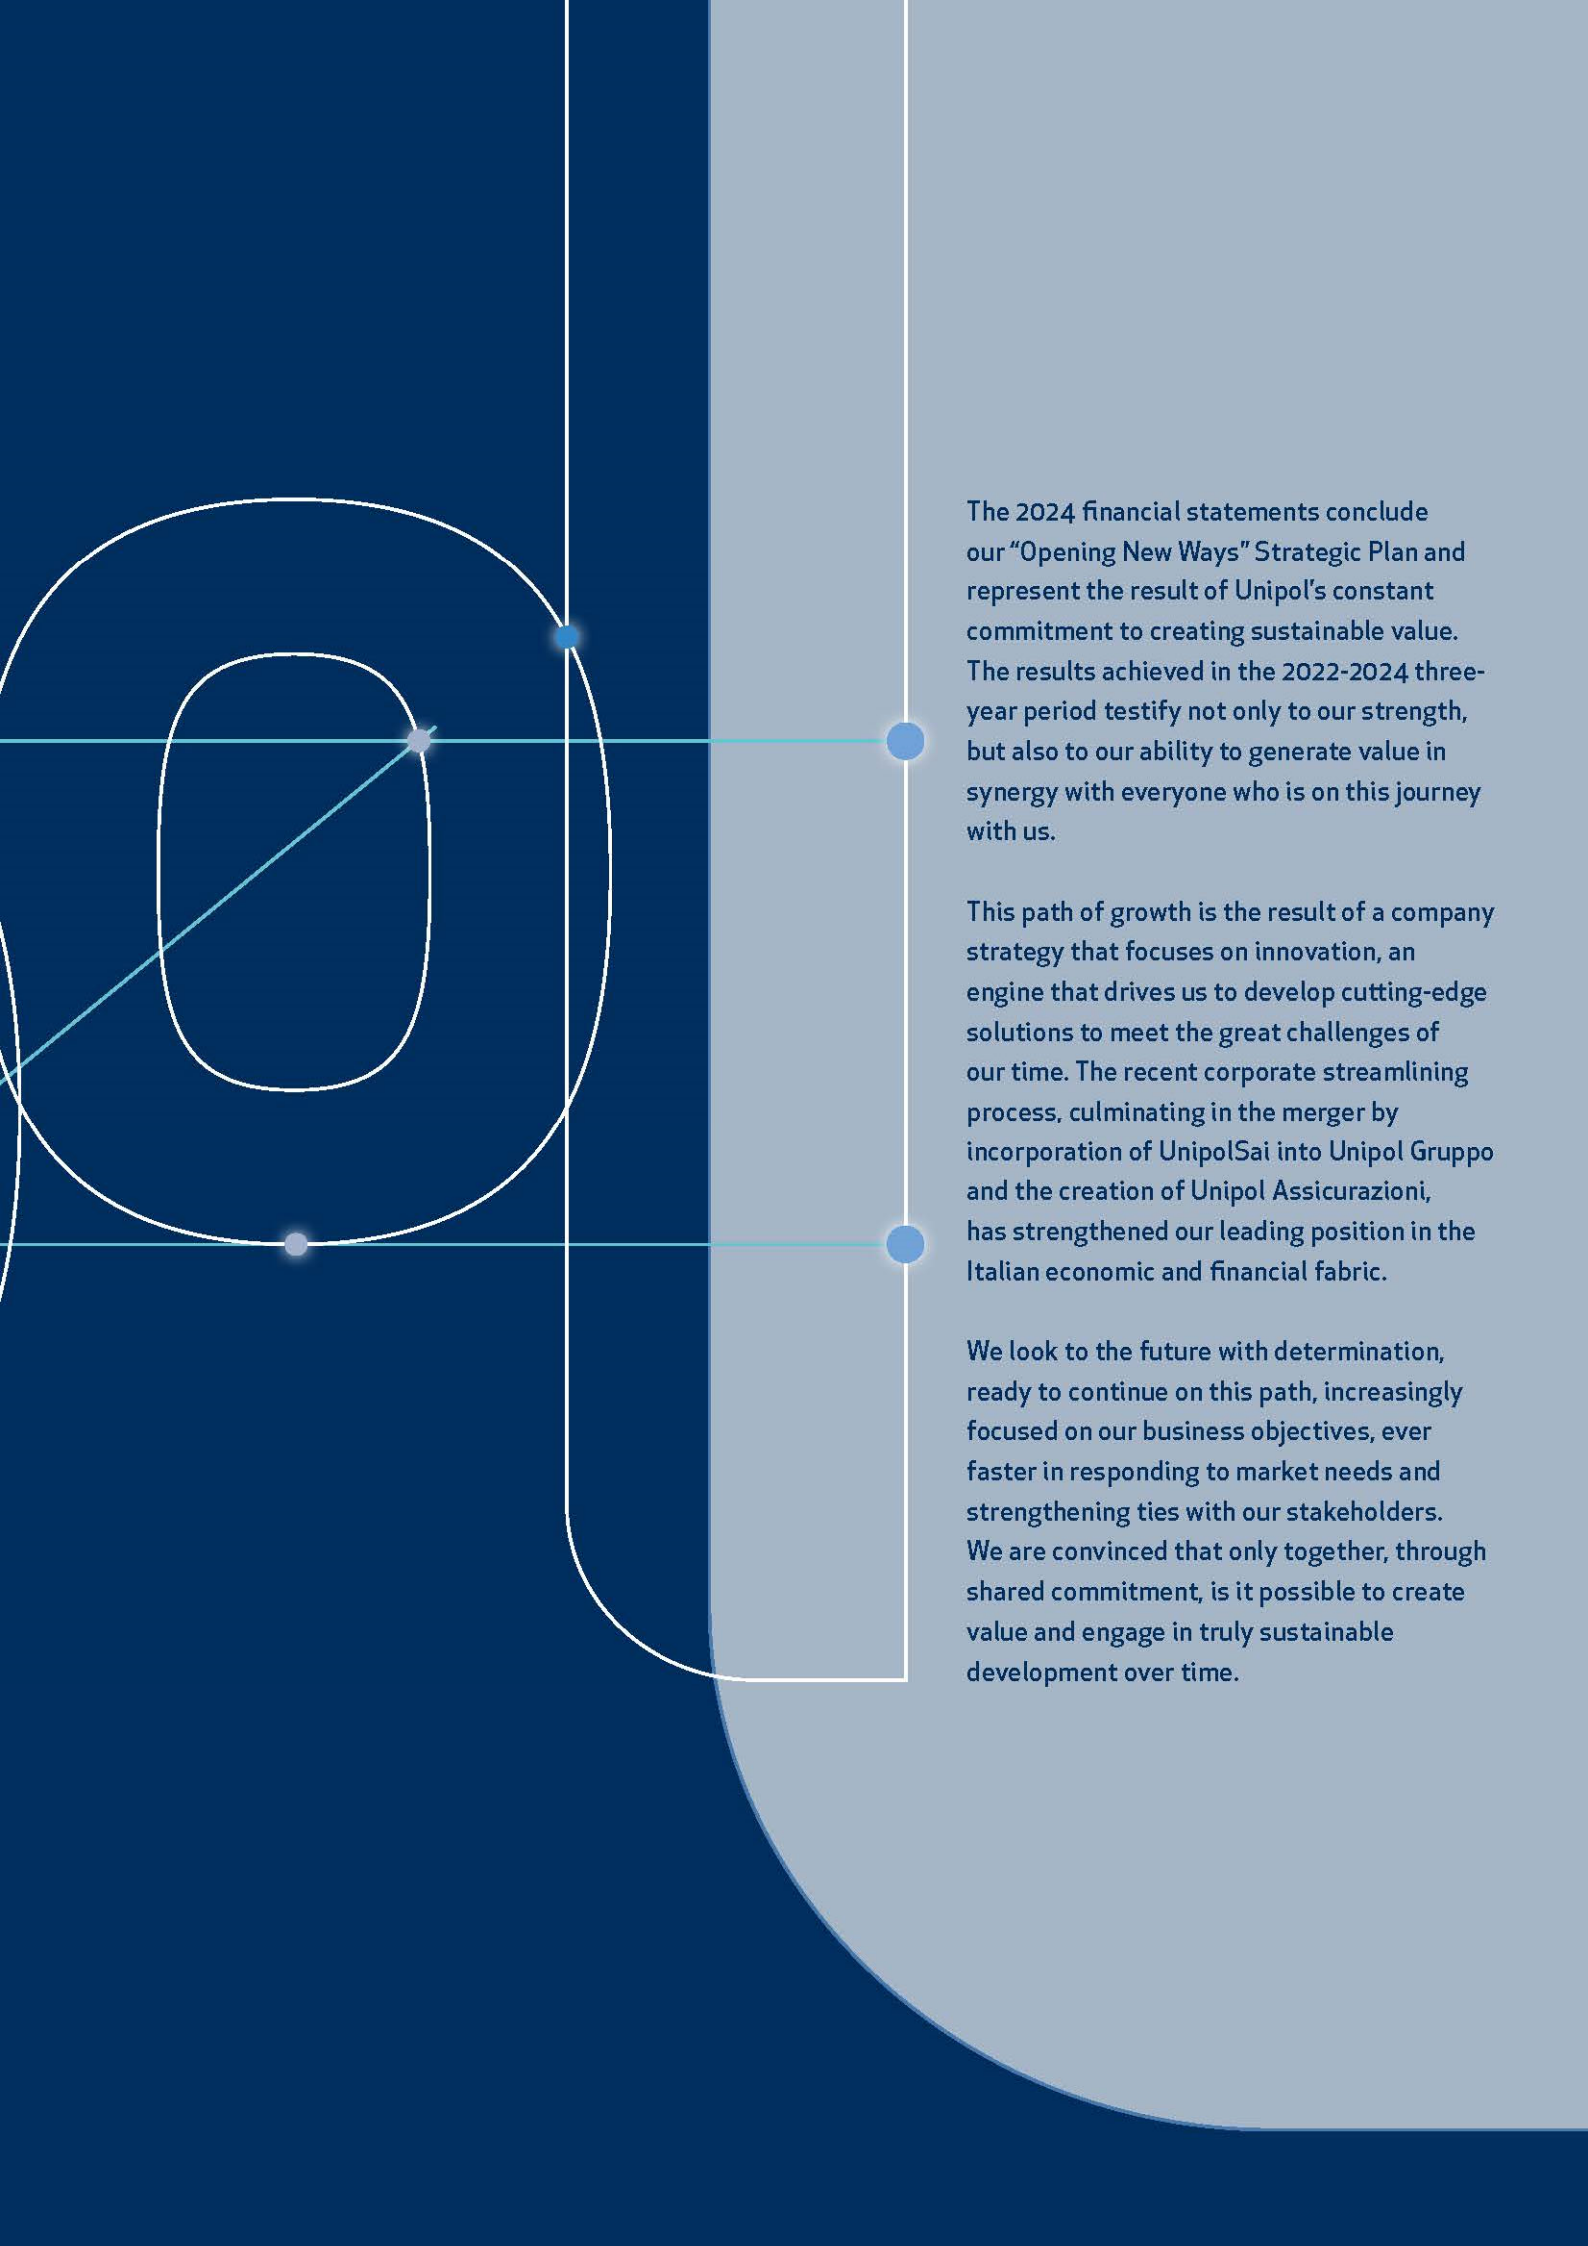 The 2024 financial statements conclude
our “Opening New Ways” Strategic Plan and
represent the result of Unipol’s constant
commitment to creating sustainable value.
The results achieved in the 2022-2024 three-
year period testify not only to our strength,
but also to our ability to generate value in
synergy with everyone who is on this journey
with us.
This path of growth is the result of a company
strategy that focuses on innovation, an
engine that drives us to develop cutting-edge
solutions to meet the great challenges of
our time. The recent corporate streamlining
process, culminating in the merger by
incorporation of UnipolSai into Unipol Gruppo
and the creation of Unipol Assicurazioni,
has strengthened our leading position in the
Italian economic and financial fabric.
We look to the future with determination,
ready to continue on this path, increasingly
focused on our business objectives, ever
faster in responding to market needs and
strengthening ties with our stakeholders.
We are convinced that only together, through
shared commitment, is it possible to create
value and engage in truly sustainable
development over time.